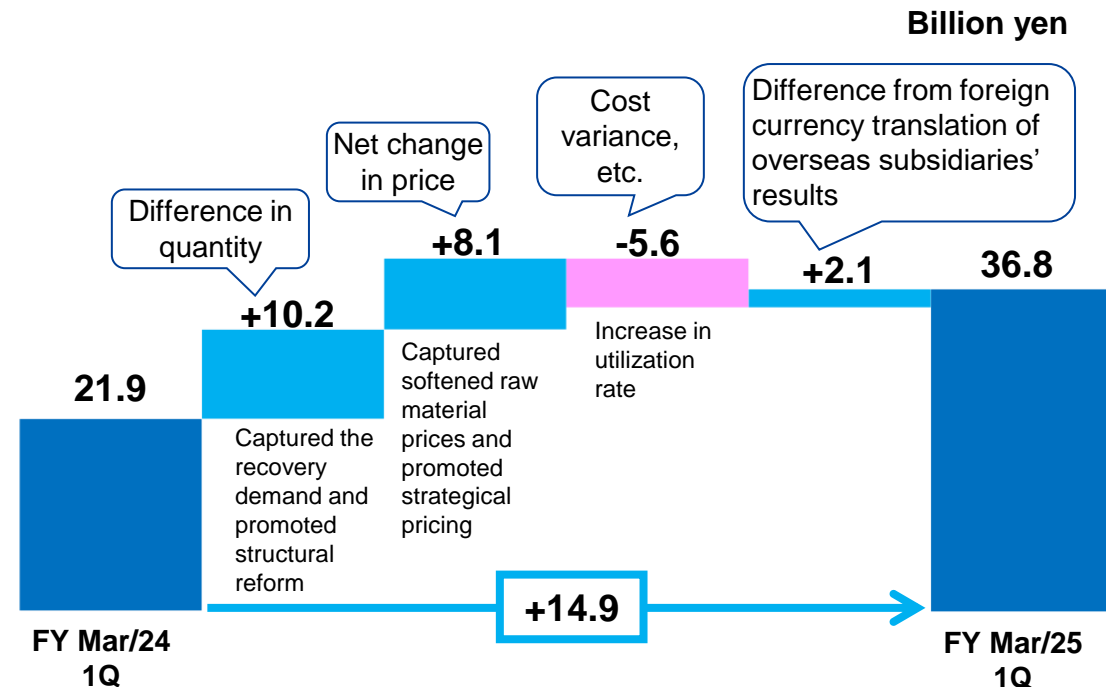 Billion yen
Difference in
quantity
+10.2
Captured the
recovery
demand and
promoted
structural
reform
Net change
in price
+8.1
Captured
softened raw
material
prices and
promoted
strategical
pricing
Cost
variance,
etc.
-5.6
Increase in
utilization
rate
Difference from foreign
currency translation of
overseas subsidiaries’
results
+2.1
21.9
36.8
+14.9
FY Mar/24
1Q
FY Mar/25
1Q